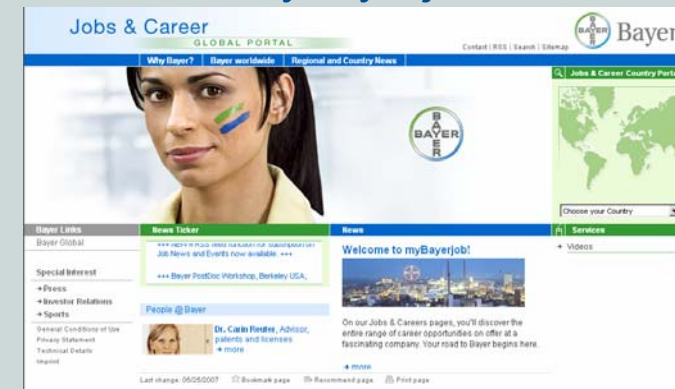 Jobs & Career
GLOBAL PORTAL
Contact | RSS | Search | Sitemap
BAYER
BAYER
Bayer
Why Bayer? | Bayer worldwide | Regional and Country News
Jobs & Career Country Porta
BAYER
BAYER
Choose your Country
Bayer Links
Bayer Global
Special Interest
Press
Investor Relations
Sports
General Conditions of Use
Privacy Statement
Technical Details
Imprint
News Ticker
Job News and Events now available. +++
+++ Bayer PostDoc Workshop, Berkeley USA,
People @ Bayer
Dr. Carin Reuter, Advisor,
patents and licenses
more
News
Welcome to myBayerjob!
On our Jobs & Careers pages, you'll discover the
entire range of career opportunities on offer at a
fascinating company. Your road to Bayer begins here.
more
Services
Videos
Last change: 06/25/2007 Bookmark page Recommend page Print page